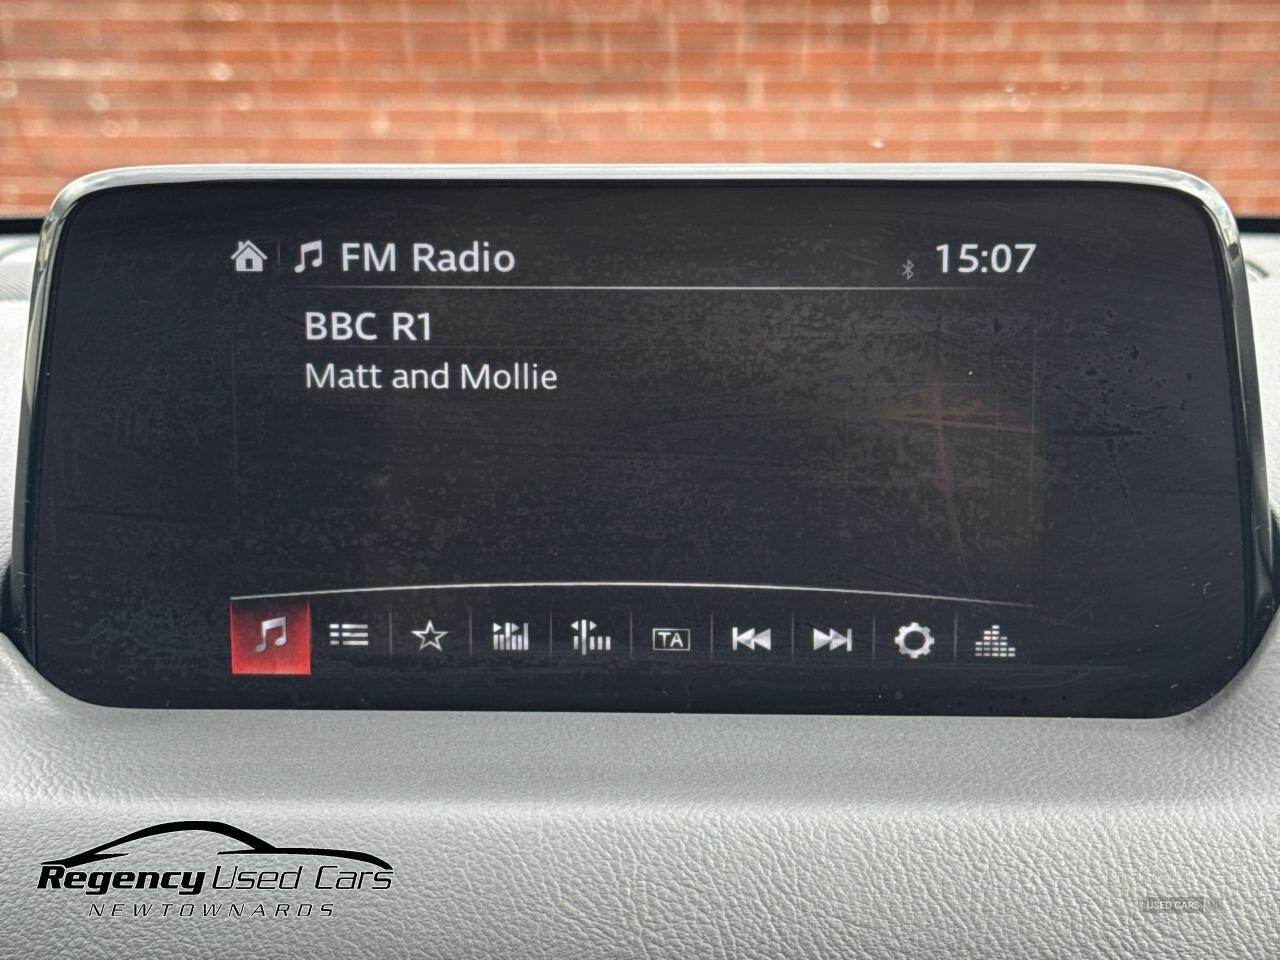 FM Radio 15:07
BBC R1
Matt and Mollie
TA
Regency Used Cars
NEWTOWNARDS
USED CARS